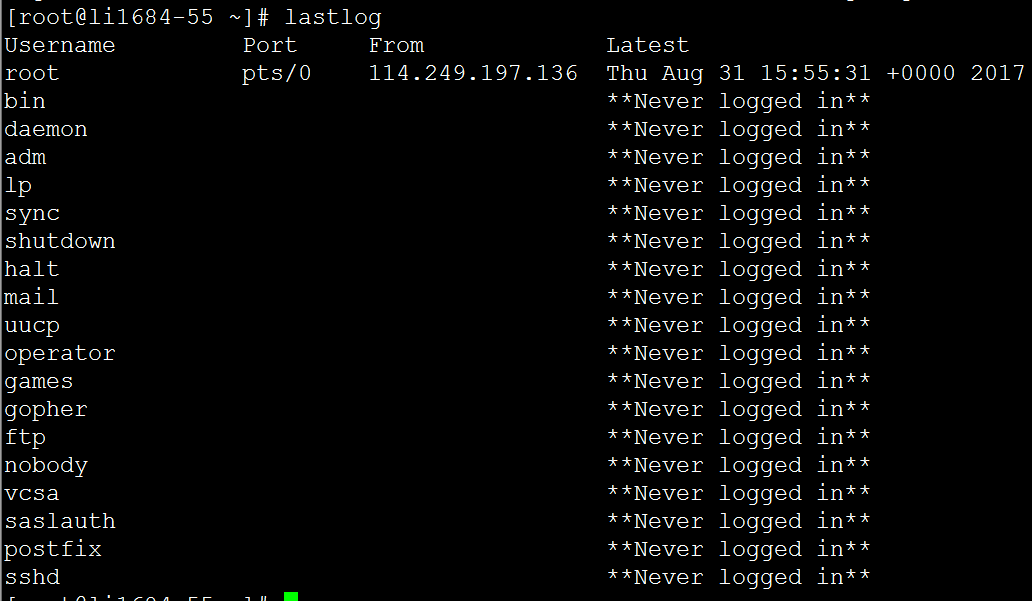 [root@li1684-55 ~]# lastlog
Username         Port     From             Latest
root             pts/0    114.249.197.136  Thu Aug 31 15:55:31 +0000 2017
bin                                        **Never logged in**
daemon                                     **Never logged in**
adm                                        **Never logged in**
lp                                         **Never logged in**
sync                                       **Never logged in**
shutdown                                   **Never logged in**
halt                                       **Never logged in**
mail                                       **Never logged in**
uucp                                       **Never logged in**
operator                                   **Never logged in**
games                                      **Never logged in**
gopher                                     **Never logged in**
ftp                                        **Never logged in**
nobody                                     **Never logged in**
vcsa                                       **Never logged in**
saslauth                                   **Never logged in**
postfix                                    **Never logged in**
sshd                                       **Never logged in**